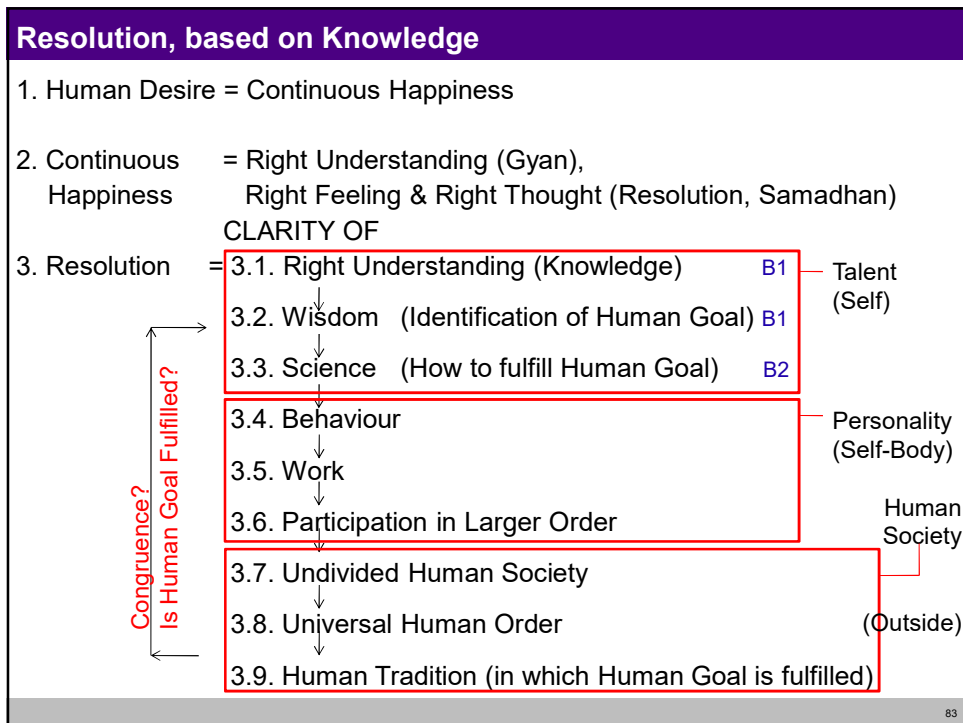 Resolution, based on Knowledge
1. Human Desire = Continuous Happiness
2. Continuous = Right Understanding (Gyan),
Happiness Right Feeling & Right Thought (Resolution, Samadhan)
CLARITY OF
3. Resolution = 3.1. Right Understanding (Knowledge) B1
Talent
(Self)
3.2. Wisdom (Identification of Human Goal) B1
3.3. Science (How to fulfill Human Goal) B2
3.4. Behaviour
Personality
(Self-Body)
3.5. Work
3.6. Participation in Larger Order
Human
Society
3.7. Undivided Human Society
3.8. Universal Human Order
(Outside)
3.9. Human Tradition (in which Human Goal is fulfilled)
Congruence?
Is Human Goal Fulfilled?
83